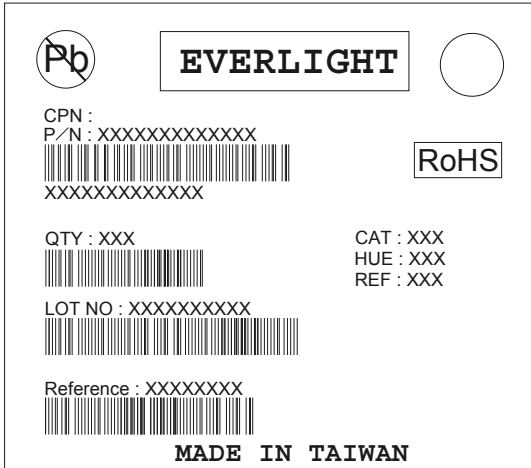 Pb
EVERLIGHT
CPN :
P/N : XXXXXXXXXXXXX
RoHS
XXXXXXXXXXXXX
QTY : XXX
CAT : XXX
HUE : XXX
REF : XXX
LOT NO : XXXXXXXXXX
Reference : XXXXXXXX
MADE IN TAIWAN